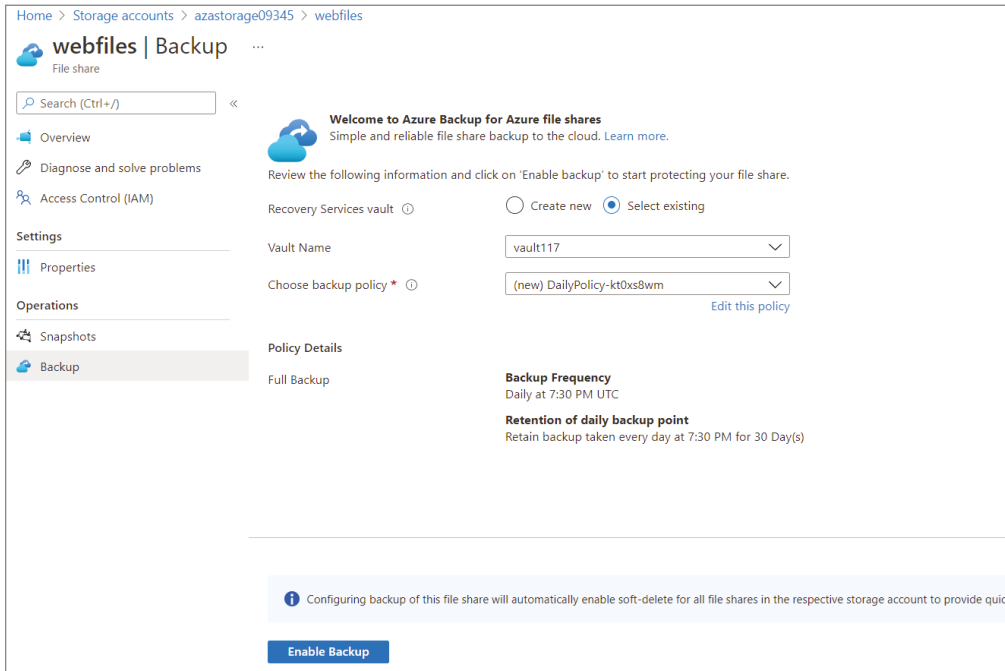 Home > Storage accounts > azastorage09345 > webfiles
webfiles | Backup ...
File share
Search (Ctrl+/)
«
Overview
Diagnose and solve problems
Access Control (IAM)
Settings
Properties
Operations
Snapshots
Backup
Welcome to Azure Backup for Azure file shares
Simple and reliable file share backup to the cloud. Learn more.
Review the following information and click on 'Enable backup' to start protecting your file share.
Recovery Services vault Create new Select existing
Vault Name vault117
Choose backup policy * (new) DailyPolicy-kt0xs8wm
Edit this policy
Policy Details
Full Backup Backup Frequency
Daily at 7:30 PM UTC
Retention of daily backup point
Retain backup taken every day at 7:30 PM for 30 Day(s)
Configuring backup of this file share will automatically enable soft-delete for all file shares in the respective storage account to provide
Enable Backup